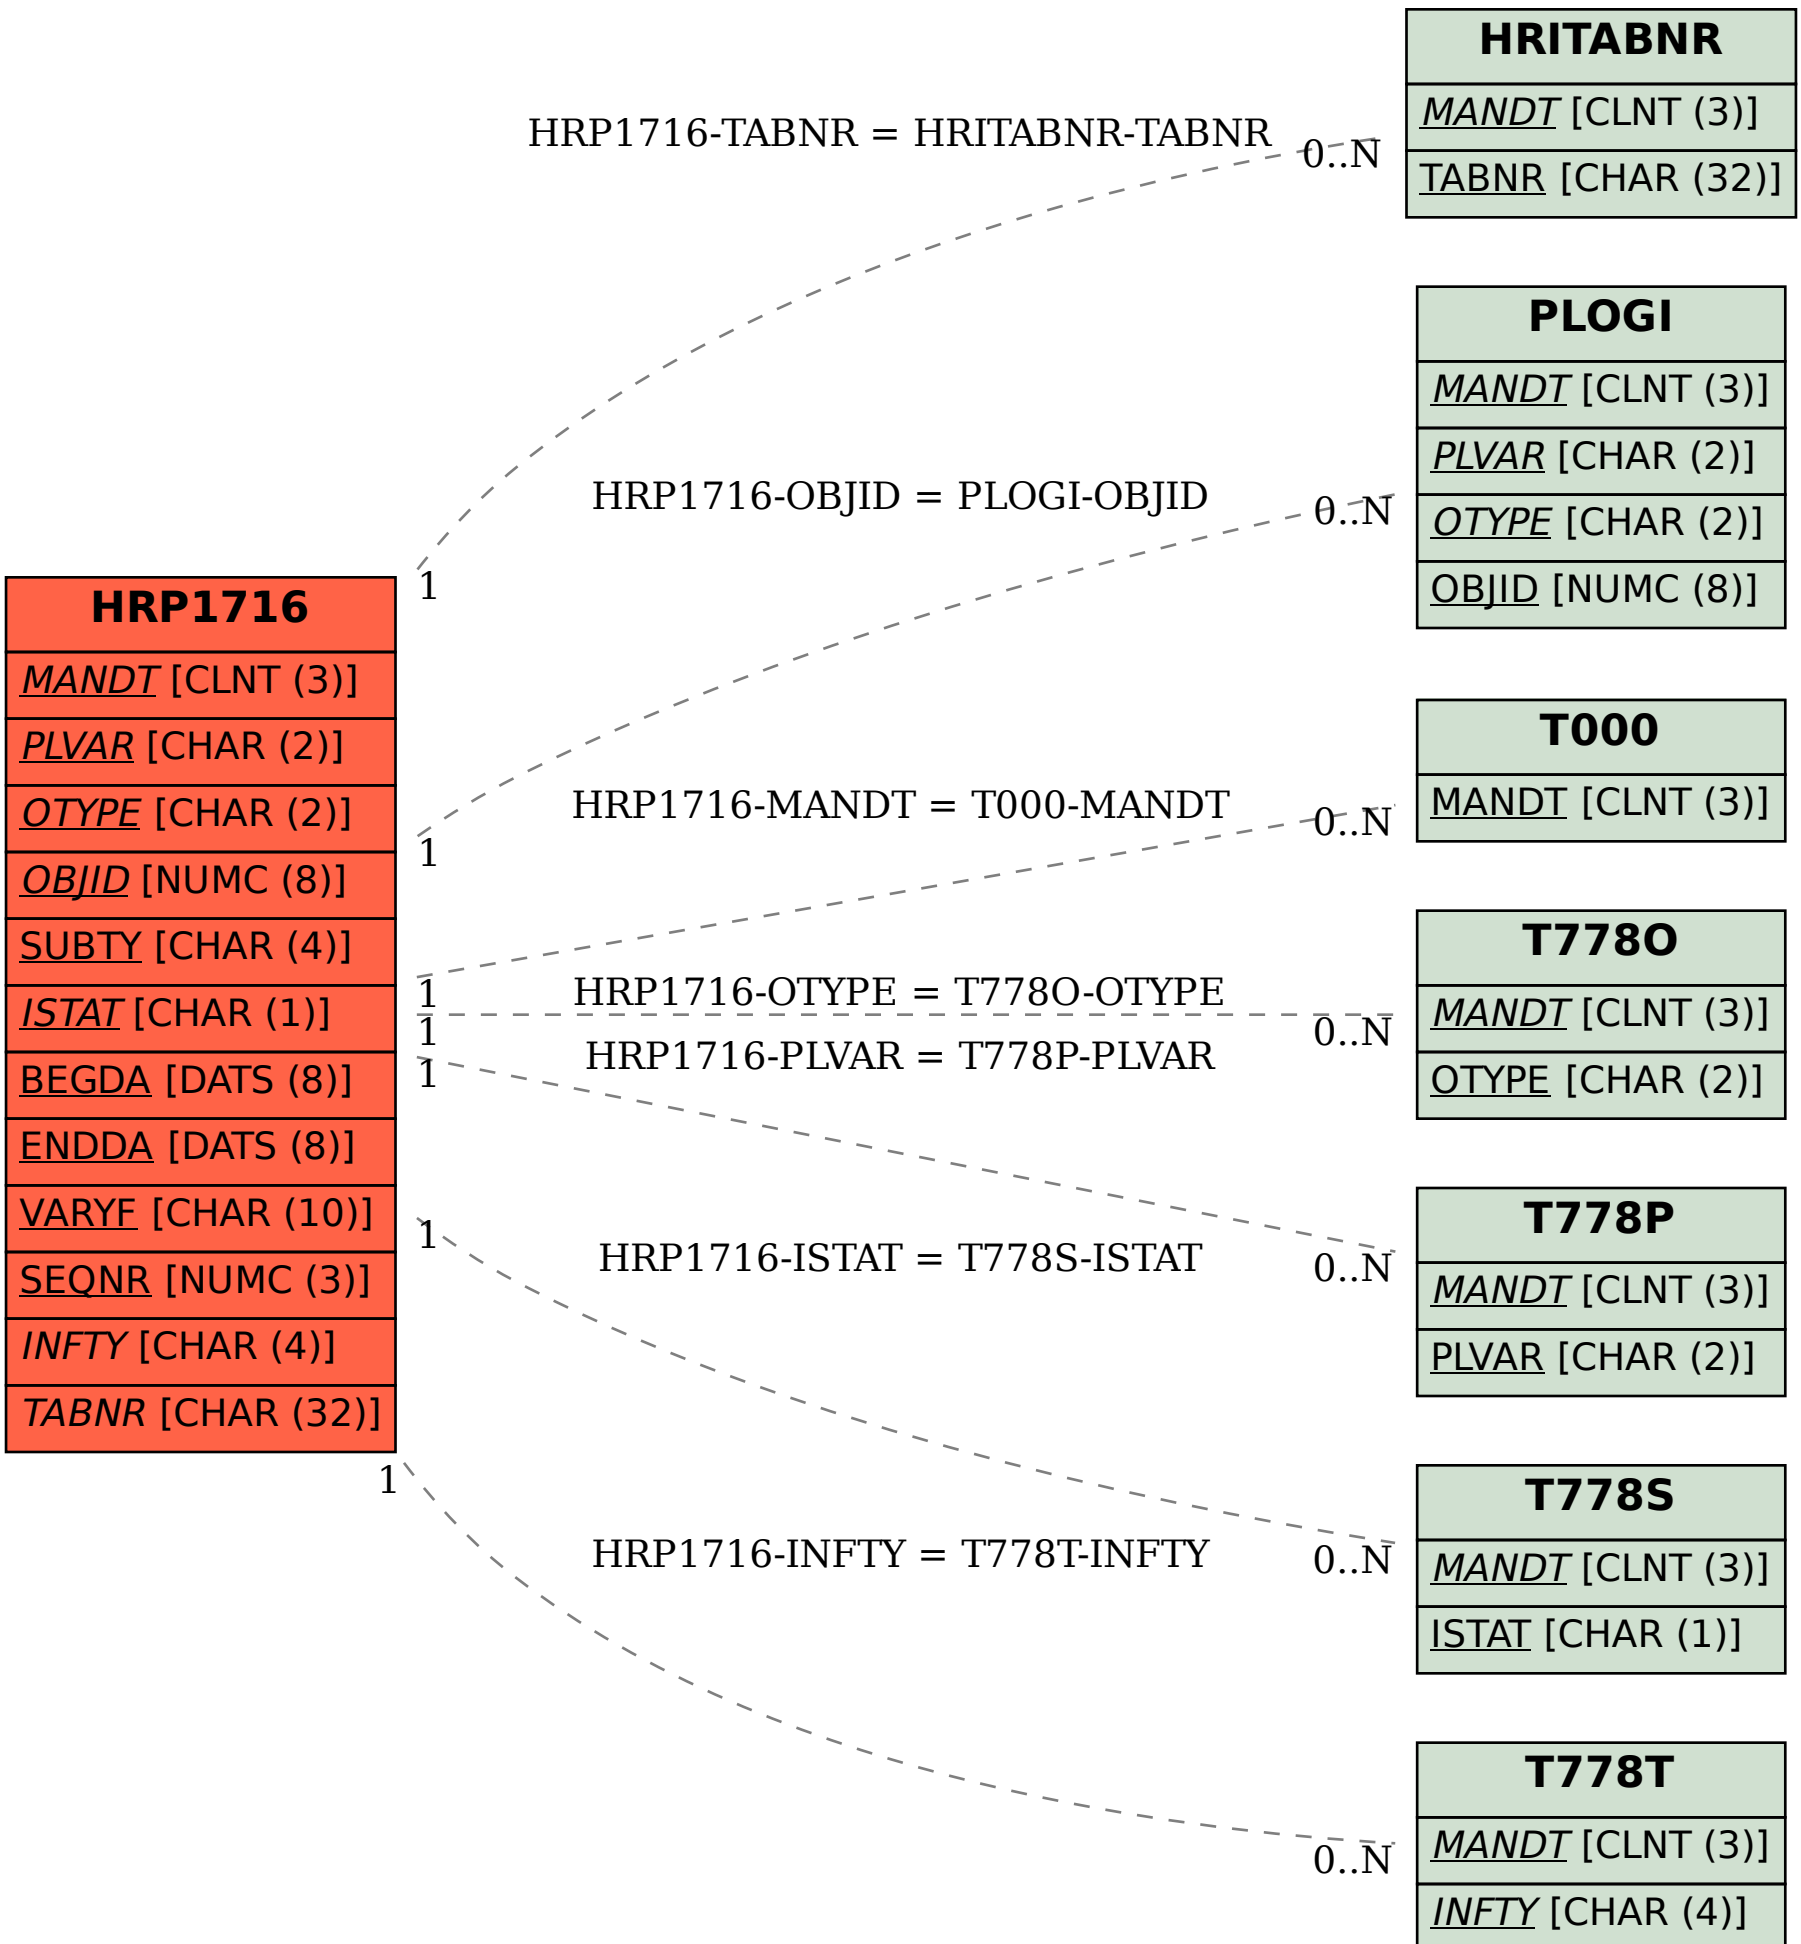 HRITABNR
MANDT [CLNT (3)]
TABNR [CHAR (32)]
HRP1716-TABNR = HRITABNR-TABNR
0..N
1
PLOGI
MANDT [CLNT (3)]
PLVAR [CHAR (2)]
OTYPE [CHAR (2)]
OBJID [NUMC (8)]
HRP1716-OBJID = PLOGI-OBJID
0..N
1
HRP1716
MANDT [CLNT (3)]
PLVAR [CHAR (2)]
OTYPE [CHAR (2)]
OBJID [NUMC (8)]
SUBTY [CHAR (4)]
ISTAT [CHAR (1)]
BEGDA [DATS (8)]
ENDDA [DATS (8)]
VARYF [CHAR (10)]
SEQNR [NUMC (3)]
INFTY [CHAR (4)]
TABNR [CHAR (32)]
T000
MANDT [CLNT (3)]
HRP1716-MANDT = T000-MANDT
0..N
1
T778O
MANDT [CLNT (3)]
OTYPE [CHAR (2)]
HRP1716-OTYPE = T778O-OTYPE
0..N
1
HRP1716-PLVAR = T778P-PLVAR
1
0..N
T778P
MANDT [CLNT (3)]
PLVAR [CHAR (2)]
HRP1716-ISTAT = T778S-ISTAT
1
0..N
T778S
MANDT [CLNT (3)]
ISTAT [CHAR (1)]
HRP1716-INFTY = T778T-INFTY
1
0..N
T778T
MANDT [CLNT (3)]
INFTY [CHAR (4)]